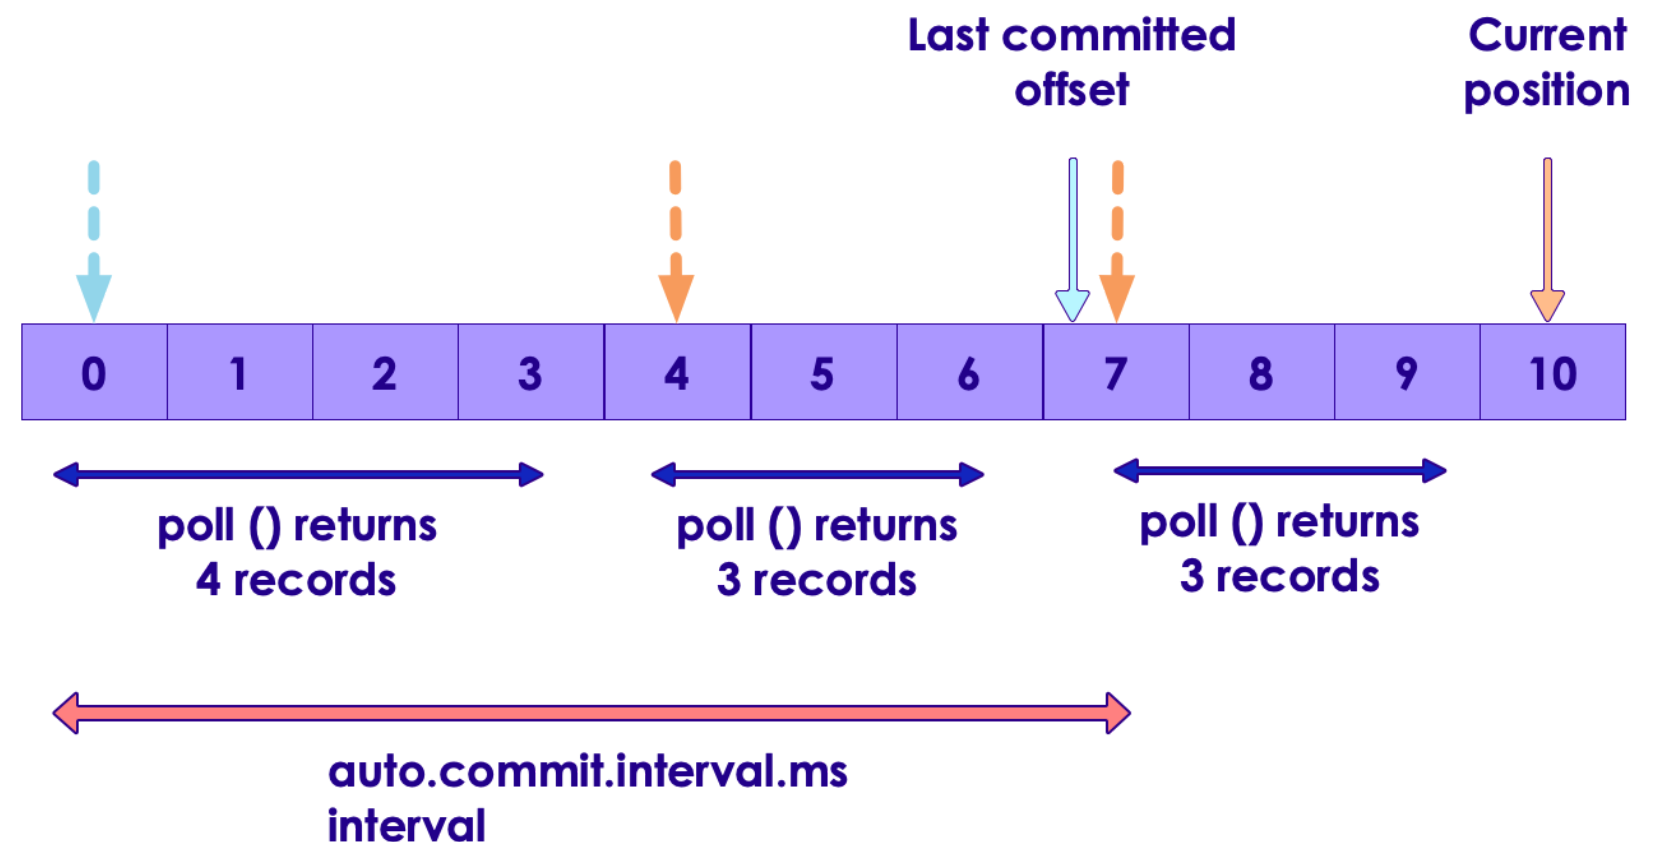 Last committed
offset
Current
position
0 1 2 3 4 5 6 7 8 9 10
poll () returns
4 records
poll () returns
3 records
poll () returns
3 records
auto.commit.interval.ms
interval